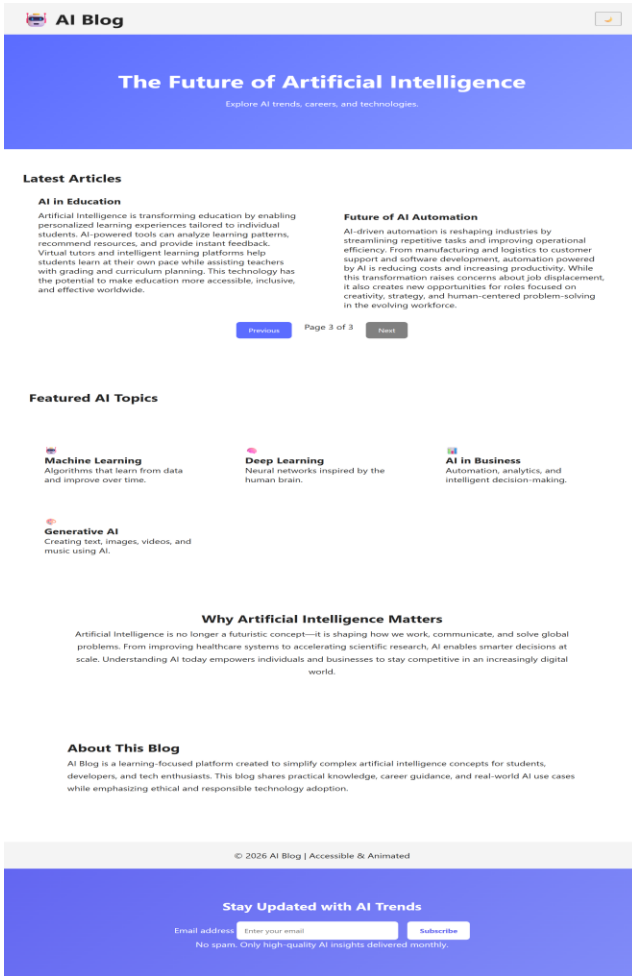 AI Blog
The Future of Artificial Intelligence
Explore AI trends, careers, and technologies.
Latest Articles
AI in Education
Artificial Intelligence is transforming education by enabling
personalized learning experiences tailored to individual
students. AI-powered tools can analyze learning patterns,
recommend resources, and provide instant feedback.
Virtual tutors and intelligent learning platforms help
students learn at their own pace while assisting teachers
with grading and curriculum planning. This technology has
the potential to make education more accessible, inclusive,
and effective worldwide.
Future of AI Automation
AI-driven automation is reshaping industries by
streamlining repetitive tasks and improving operational
efficiency. From manufacturing and logistics to customer
support and software development, automation powered
by AI is reducing costs and increasing productivity. While
this transformation raises concerns about job displacement,
it also creates new opportunities for roles focused on
creativity, strategy, and human-centered problem-solving
in the evolving workforce.
Previous Page 3 of 3 Next
Featured AI Topics
Machine Learning
Algorithms that learn from data
and improve over time.
Deep Learning
Neural networks inspired by the
human brain.
AI in Business
Automation, analytics, and
intelligent decision-making.
Generative AI
Creating text, images, videos, and
music using AI.
Why Artificial Intelligence Matters
Artificial Intelligence is no longer a futuristic concept—it is shaping how we work, communicate, and solve global
problems. From improving healthcare systems to accelerating scientific research, AI enables smarter decisions at
scale. Understanding AI today empowers individuals and businesses to stay competitive in an increasingly digital
world.
About This Blog
AI Blog is a learning-focused platform created to simplify complex artificial intelligence concepts for students,
developers, and tech enthusiasts. This blog shares practical knowledge, career guidance, and real-world AI use cases
while emphasizing ethical and responsible technology adoption.
© 2026 AI Blog | Accessible & Animated
Stay Updated with AI Trends
Email address Enter your email Subscribe
No spam. Only high-quality AI insights delivered monthly.